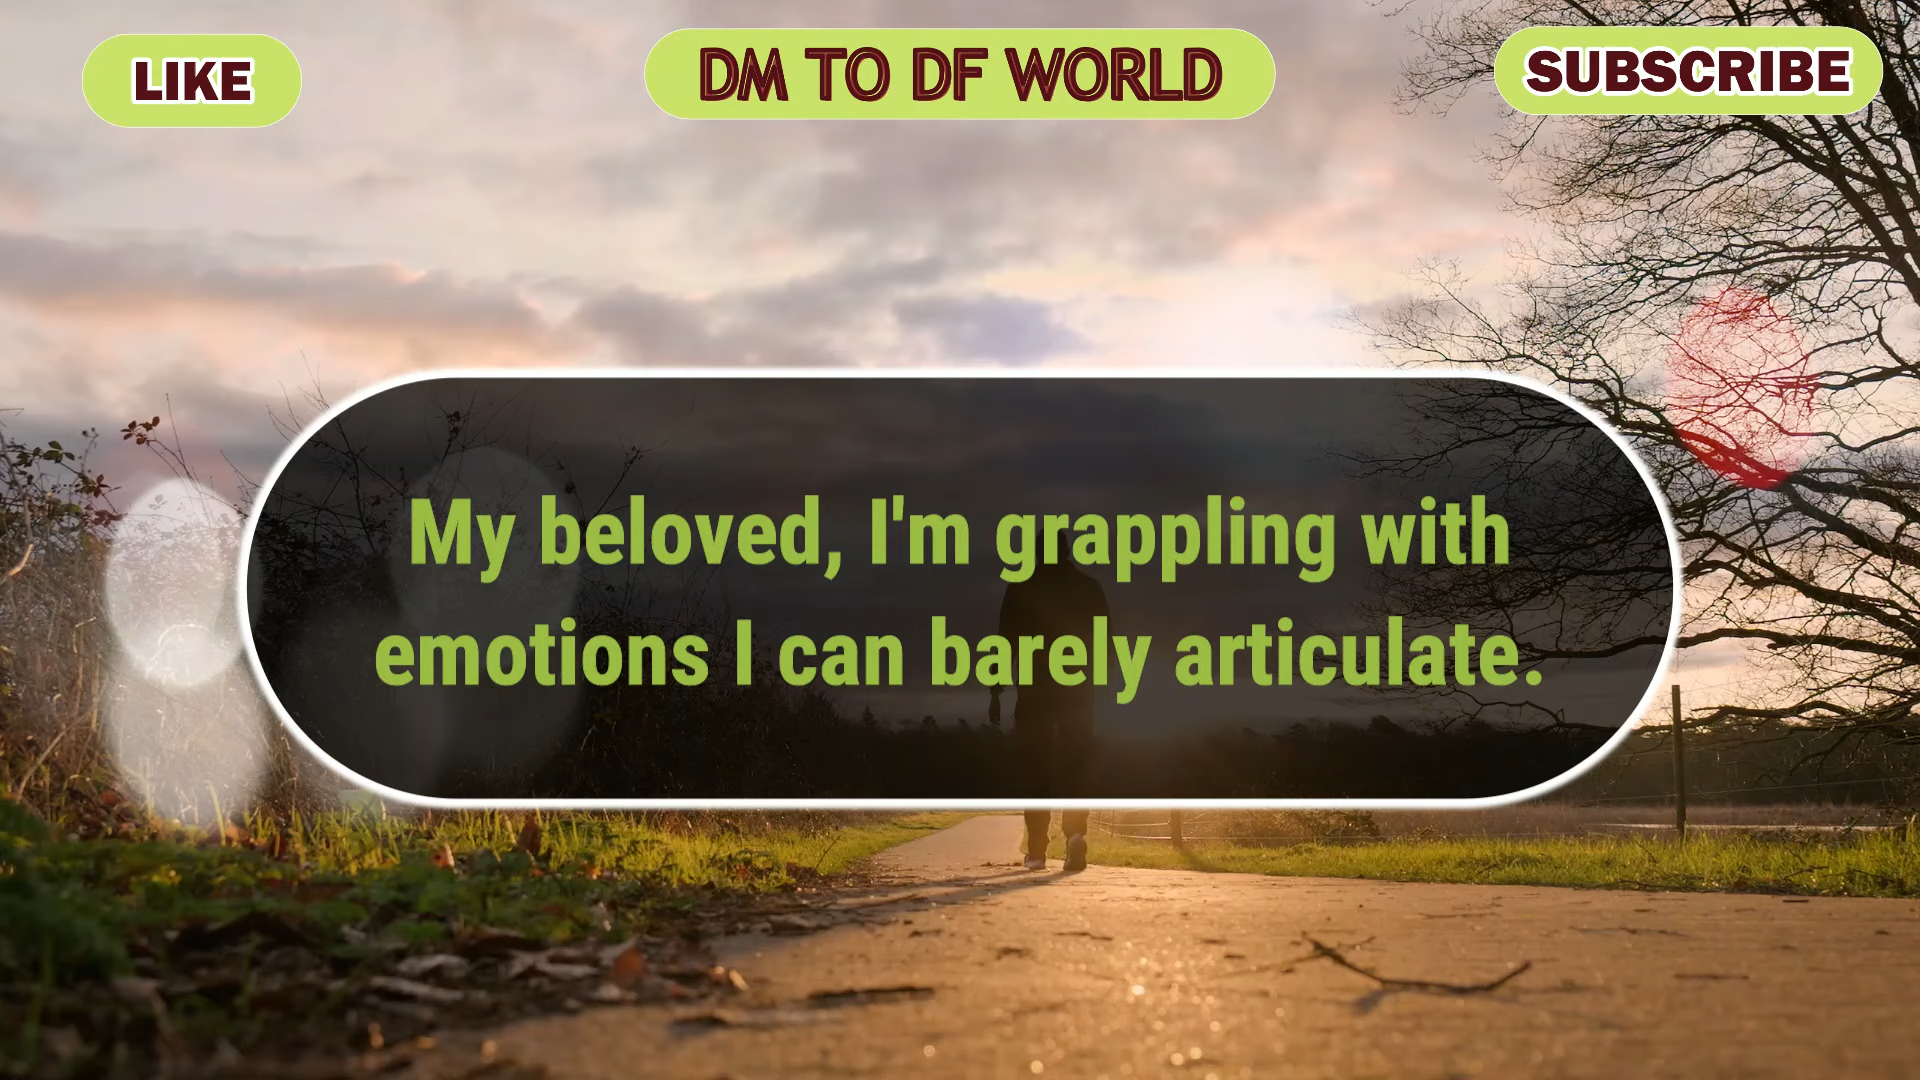 LIKE
DM TO DF WORLD
SUBSCRIBE
My beloved, I'm grappling with
emotions I can barely articulate.